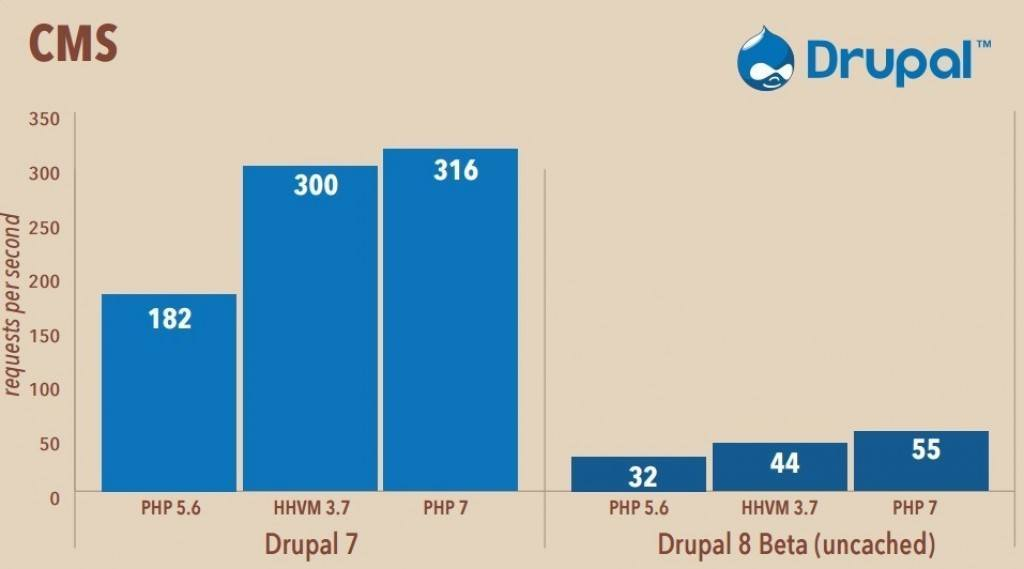 CMS
Drupal™
350
300
250
200
150
100
50
0
requests per second
182
300
316
32
44
55
PHP 5.6
HHVM 3.7
PHP 7
PHP 5.6
HHVM 3.7
PHP 7
Drupal 7
Drupal 8 Beta (uncached)